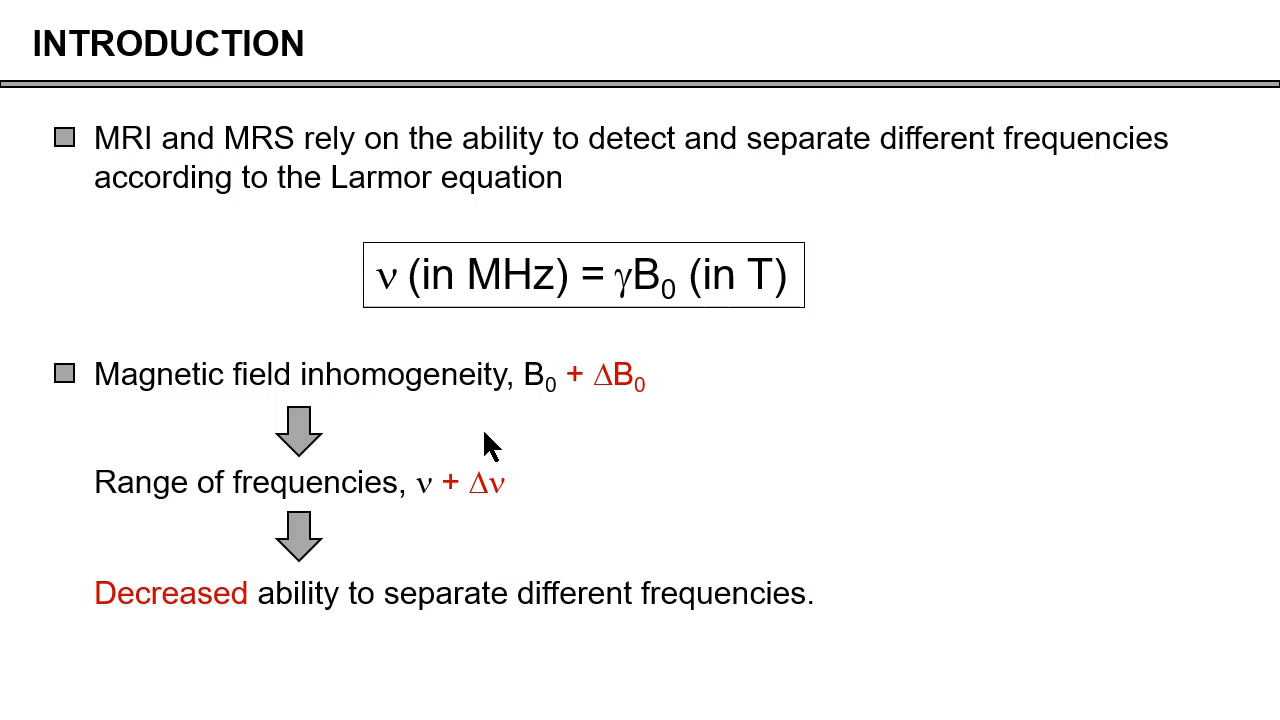 INTRODUCTION
MRI and MRS rely on the ability to detect and separate different frequencies
according to the Larmor equation
ν (in MHz) = γB₀ (in T)
Magnetic field inhomogeneity, B₀ + ΔB₀
Range of frequencies, ν + Δν
Decreased ability to separate different frequencies.